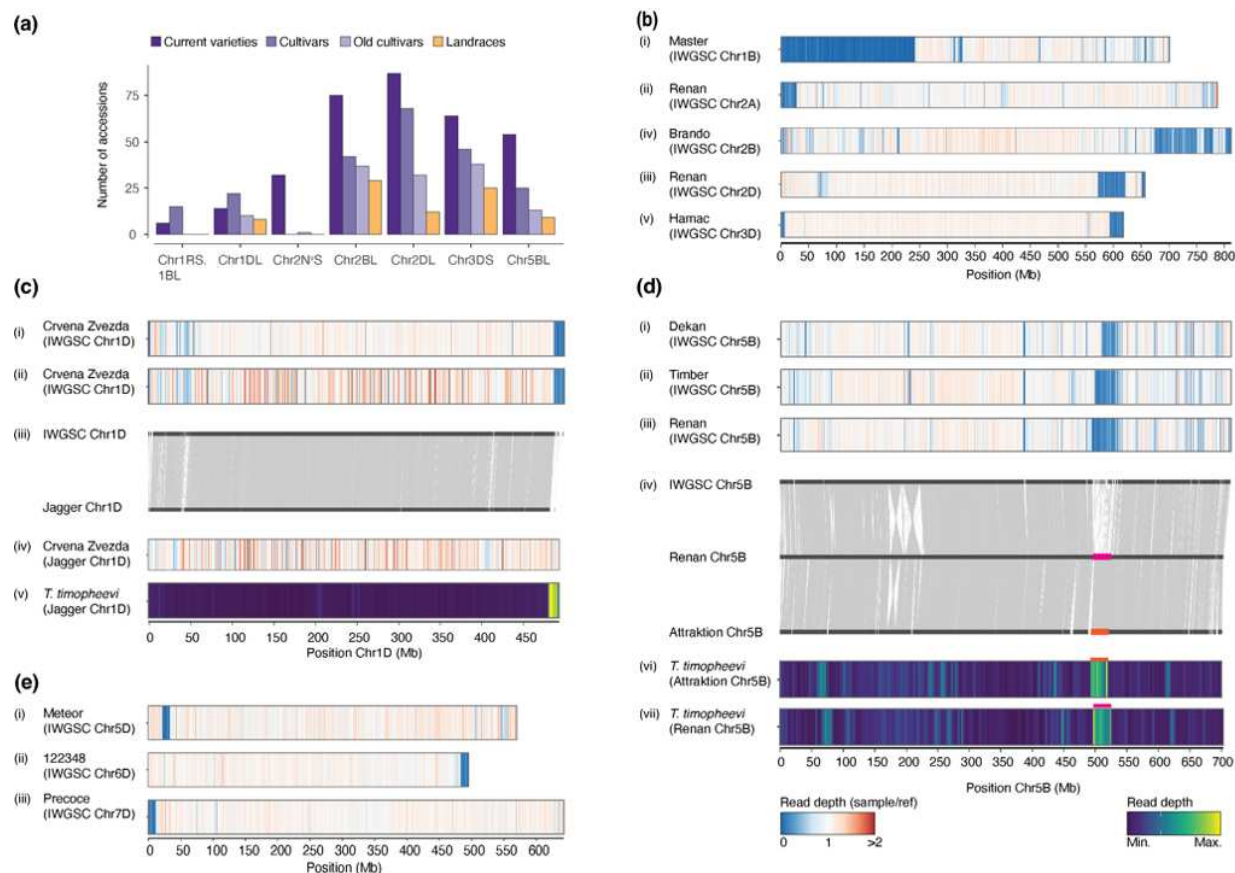 (a)
Current varieties Cultivars Old cultivars Landraces
Number of accessions
75
50
25
0
Chr1RS. Chr1DL Chr2NᵛS Chr2BL Chr2DL Chr3DS Chr5BL
1BL
(b)
(i) Master
(IWGSC Chr1B)
(ii) Renan
(IWGSC Chr2A)
(iv) Brando
(IWGSC Chr2B)
(iii) Renan
(IWGSC Chr2D)
(v) Hamac
(IWGSC Chr3D)
0 50 100 150 200 250 300 350 400 450 500 550 600 650 700 750 800
Position (Mb)
(c)
(i) Crvena Zvezda
(IWGSC Chr1D)
(ii) Crvena Zvezda
(IWGSC Chr1D)
(iii) IWGSC Chr1D
Jagger Chr1D
(iv) Crvena Zvezda
(Jagger Chr1D)
(v) T. timopheevi
(Jagger Chr1D)
0 50 100 150 200 250 300 350 400 450
Position Chr1D (Mb)
(d)
(i) Dekan
(IWGSC Chr5B)
(ii) Timber
(IWGSC Chr5B)
(iii) Renan
(IWGSC Chr5B)
(iv) IWGSC Chr5B
Renan Chr5B
Attraktion Chr5B
(vi) T. timopheevi
(Attraktion Chr5B)
(vii) T. timopheevi
(Renan Chr5B)
0 50 100 150 200 250 300 350 400 450 500 550 600 650 700
Position Chr5B (Mb)
Read depth (sample/ref)
0 1 >2
Read depth
Min. Max.
(e)
(i) Meteor
(IWGSC Chr5D)
(ii) 122348
(IWGSC Chr6D)
(iii) Precoce
(IWGSC Chr7D)
0 50 100 150 200 250 300 350 400 450 500 550 600
Position (Mb)